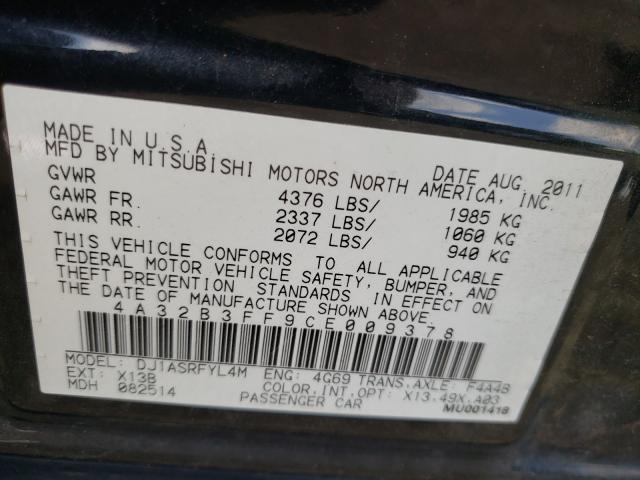 MADE IN U.S.A
MFD BY MITSUBISHI MOTORS NORTH AMERICA, INC.
DATE AUG. 2011
GVWR 4376 LBS/ 1985 KG
GAWR FR. 2337 LBS/ 1060 KG
GAWR RR. 2072 LBS/ 940 KG
THIS VEHICLE CONFORMS TO ALL APPLICABLE
FEDERAL MOTOR VEHICLE SAFETY, BUMPER, AND
THEFT PREVENTION STANDARDS IN EFFECT ON
THE DATE OF MANUFACTURE SHOWN ABOVE.
4A32B3FF9CE009378
MODEL: DJ1ASRFYL4M ENG: 4G69 TRANS.AXLE: F4A4B
EXT: X13B COLOR,INT,OPT: X13.49X.A03
MDH 082514 PASSENGER CAR MU001418